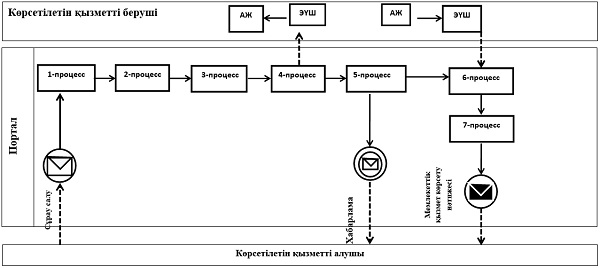 Көрсетілетін қызметті беруші
АЖ
ЭҮШ
АЖ
ЭҮШ
Портал
1-процесс
2-процесс
3-процесс
4-процесс
5-процесс
6-процесс
7-процесс
Сұрау салу
Хабарлама
Мемлекеттік
қызмет көрсету
нәтижесі
Көрсетілетін қызметті алушы